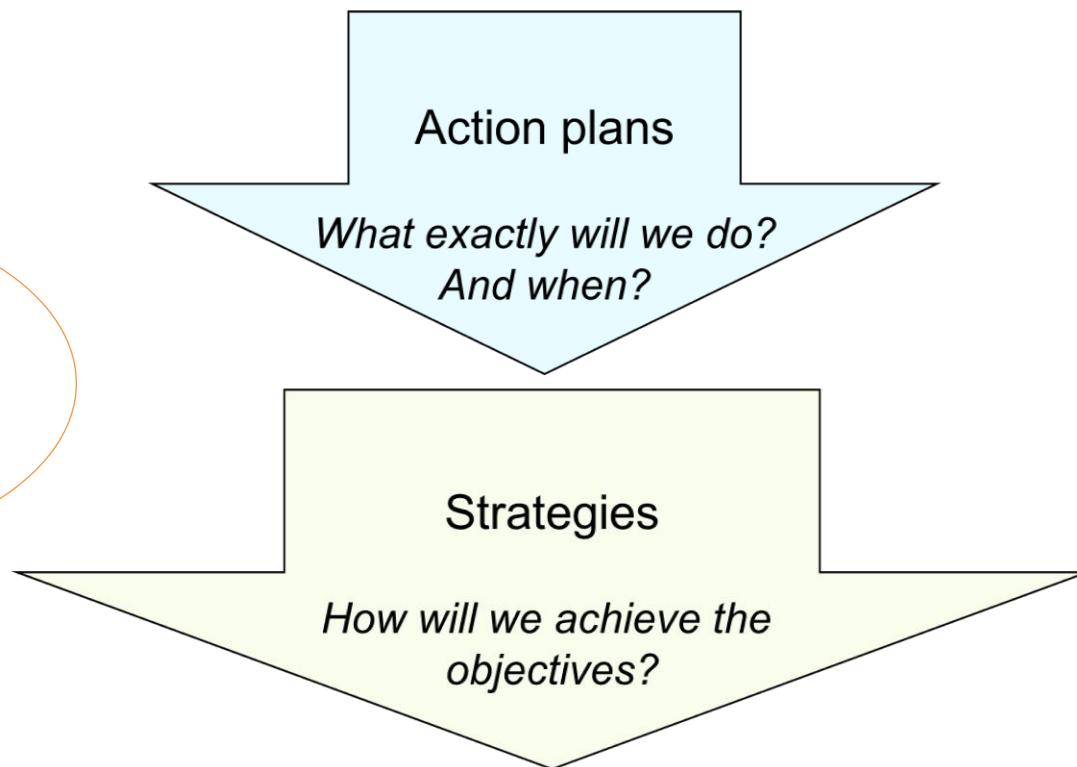 Action plans
What exactly will we do?
And when?
Strategies
How will we achieve the
objectives?